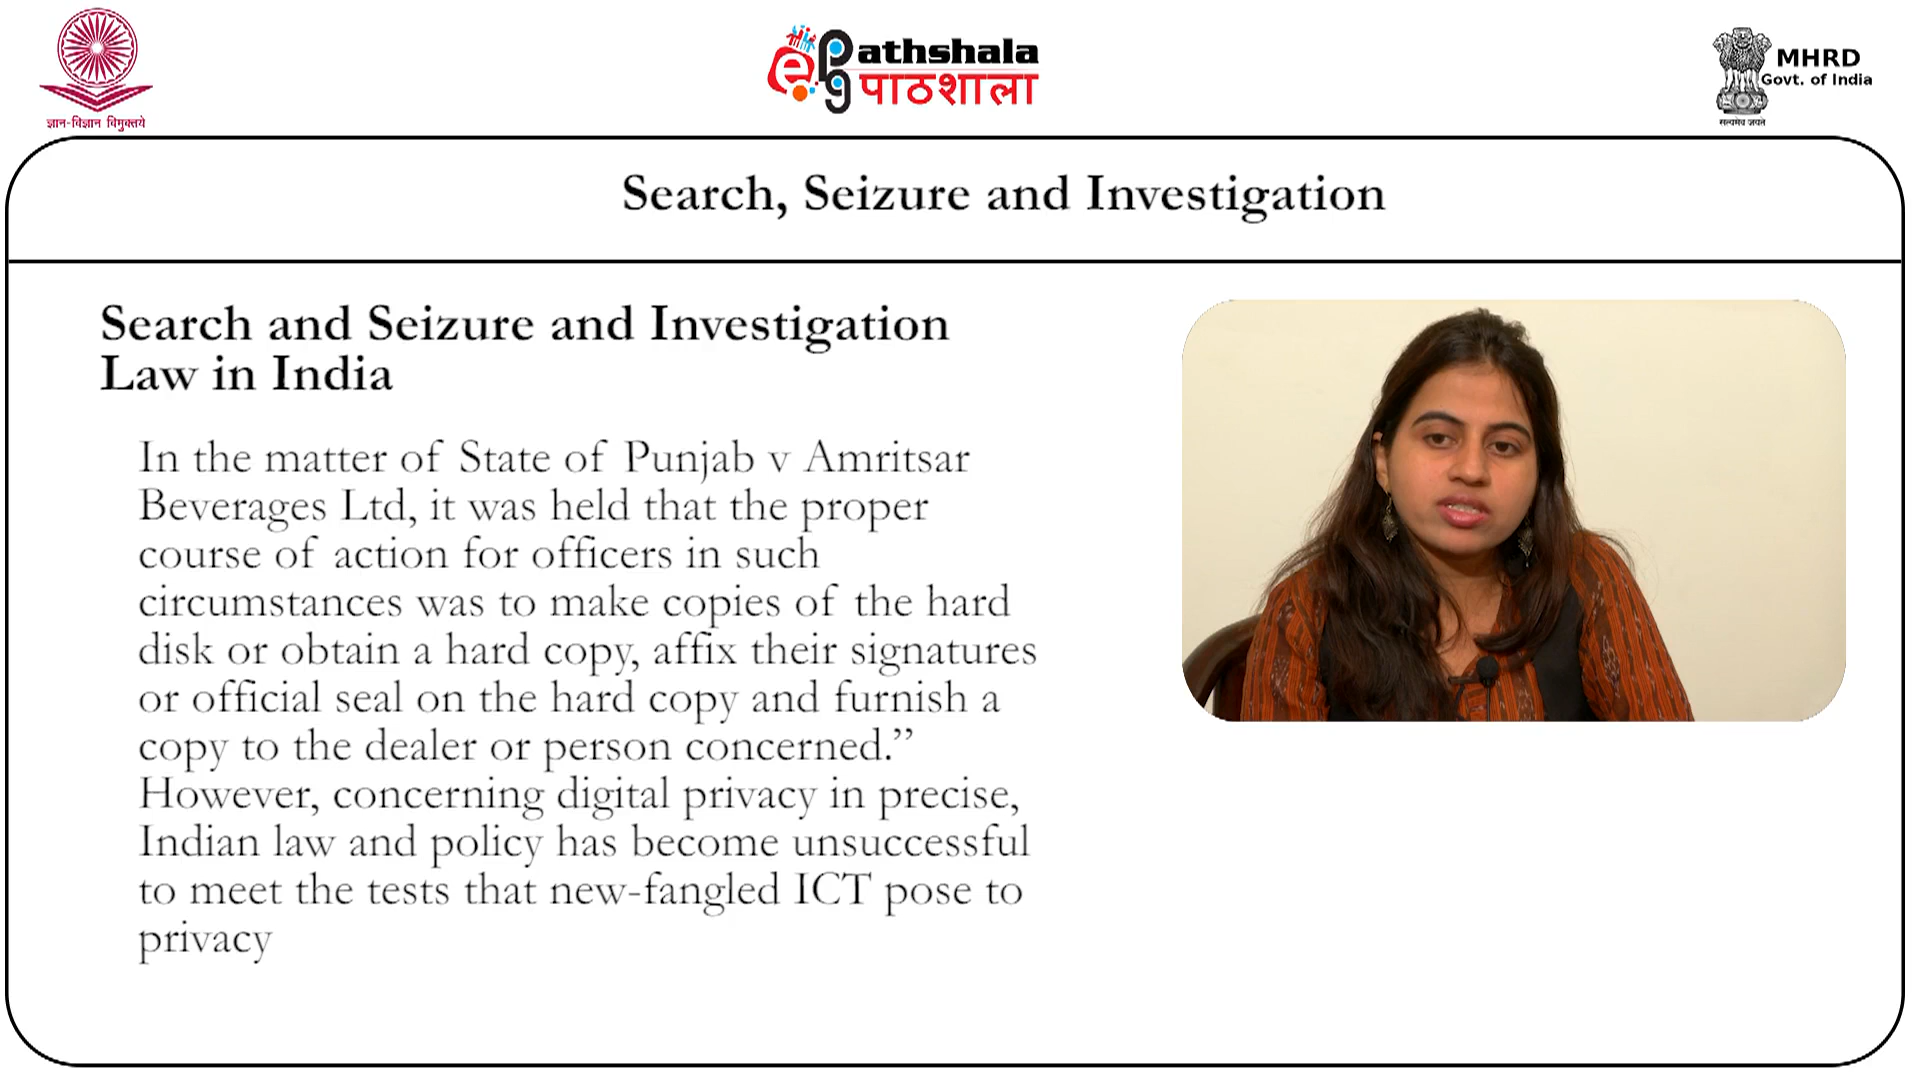 ज्ञान-विज्ञान विमुक्तये
e pg Pathshala
पाठशाला
MHRD
Govt. of India
सत्यमेव जयते
Search, Seizure and Investigation
Search and Seizure and Investigation
Law in India
In the matter of State of Punjab v Amritsar
Beverages Ltd, it was held that the proper
course of action for officers in such
circumstances was to make copies of the hard
disk or obtain a hard copy, affix their signatures
or official seal on the hard copy and furnish a
copy to the dealer or person concerned.”
However, concerning digital privacy in precise,
Indian law and policy has become unsuccessful
to meet the tests that new-fangled ICT pose to
privacy